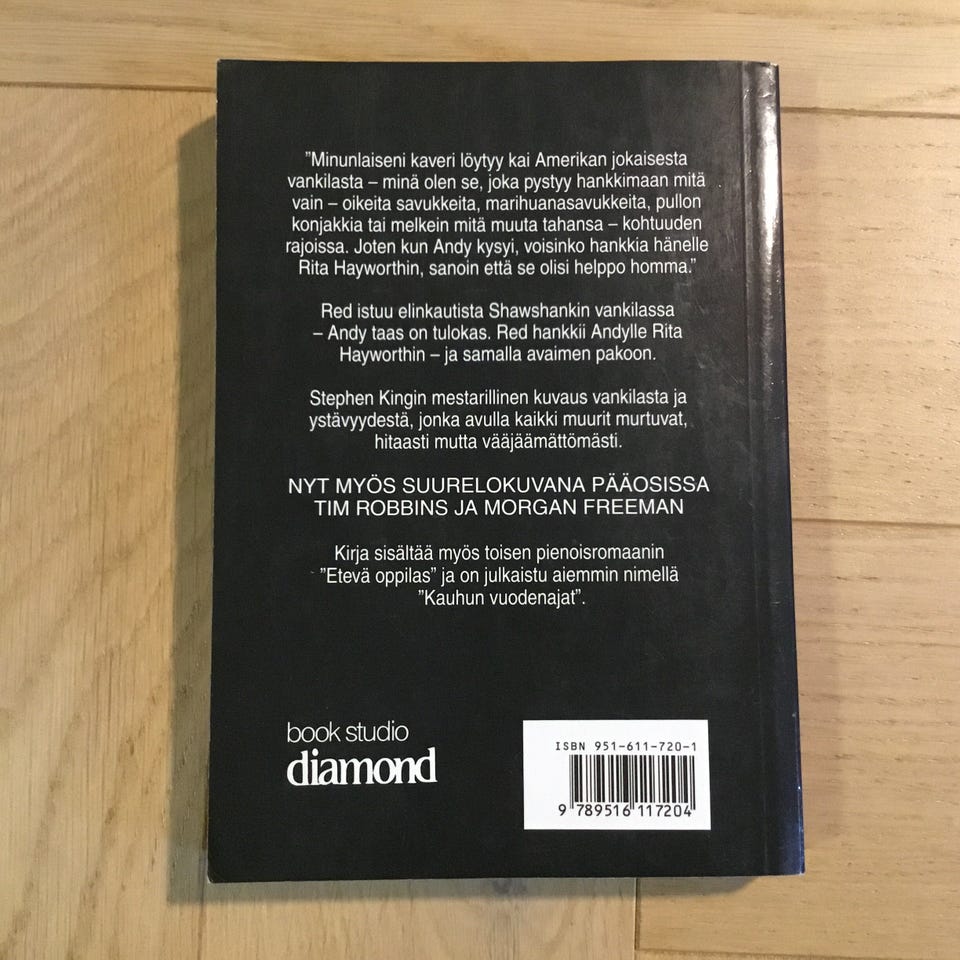 ”Minunlaiseni kaveri löytyy kai Amerikan jokaisesta
vankilasta – minä olen se, joka pystyy hankkimaan mitä
vain – oikeita savukkeita, marihuanasavukkeita, pullon
konjakkia tai melkein mitä muuta tahansa – kohtuuden
rajoissa. Joten kun Andy kysyi, voisinko hankkia hänelle
Rita Hayworthin, sanoin että se olisi helppo homma.”
Red istuu elinkautista Shawshankin vankilassa
– Andy taas on tulokas. Red hankkii Andylle Rita
Hayworthin – ja samalla avaimen pakoon.
Stephen Kingin mestarillinen kuvaus vankilasta ja
ystävyydestä, jonka avulla kaikki muurit murtuvat,
hitaasti mutta vääjäämättömästi.
NYT MYÖS SUURELOKUVANA PÄÄOSISSA
TIM ROBBINS JA MORGAN FREEMAN
Kirja sisältää myös toisen pienoisromaanin
”Etevä oppilas” ja on julkaistu aiemmin nimellä
”Kauhun vuodenajat”.
book studio
diamond
ISBN 951-611-720-1
9 789516 117204